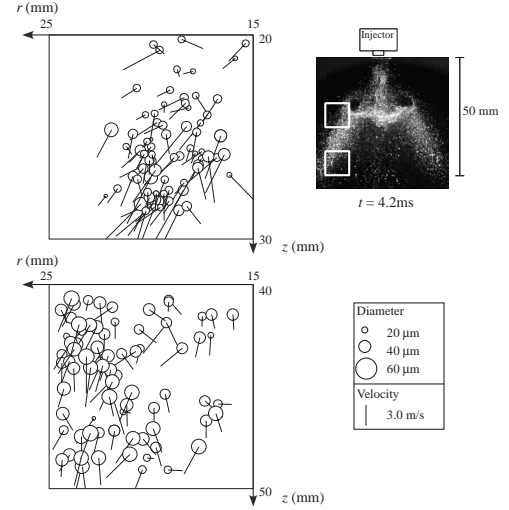 r (mm)
25
15
20
30
z (mm)
Injector
50 mm
t = 4.2ms
r (mm)
25
15
40
50
z (mm)
Diameter
20 µm
40 µm
60 µm
Velocity
3.0 m/s